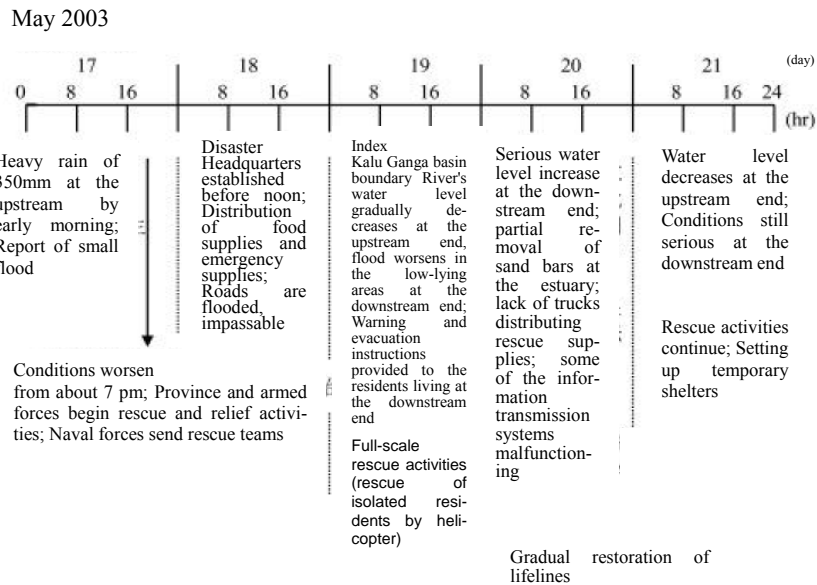 May 2003
17 18 19 20 21 (day)
0 8 16 8 16 8 16 8 16 8 16 24
(hr)
Heavy rain of
350mm at the
upstream by
early morning;
Report of small
flood
Conditions worsen
from about 7 pm; Province and armed
forces begin rescue and relief activi-
ties; Naval forces send rescue teams
Disaster
Headquarters
established
before noon;
Distribution
of food
supplies and
emergency
supplies;
Roads are
flooded,
impassable
Index
Kalu Ganga basin
boundary River's
water level
gradually de-
creases at the
upstream end,
flood worsens in
the low-lying
areas at the
downstream end;
Warning and
evacuation
instructions
provided to the
residents living at
the downstream
end
Full-scale
rescue activities
(rescue of
isolated resi-
dents by heli-
copter)
Serious water
level increase
at the down-
stream end;
partial re-
moval of
sand bars at
the estuary;
lack of trucks
distributing
rescue sup-
plies; some
of the infor-
mation
transmission
systems
malfunction-
ing
Water level
decreases at the
upstream end;
Conditions still
serious at the
downstream end
Rescue activities
continue; Setting
up temporary
shelters
Gradual restoration of
lifelines